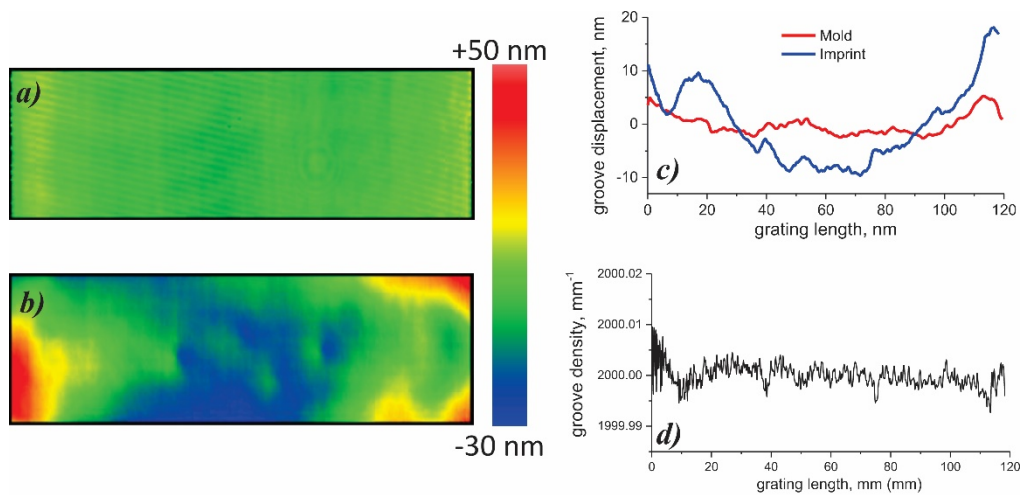 +50 nm
a)
b)
-30 nm
20
10
0
-10
groove displacement, nm
Mold
Imprint
c)
0 20 40 60 80 100 120
grating length, nm
2000.02
2000.01
2000.00
1999.99
groove density, mm-1
d)
0 20 40 60 80 100 120
grating length, mm (mm)